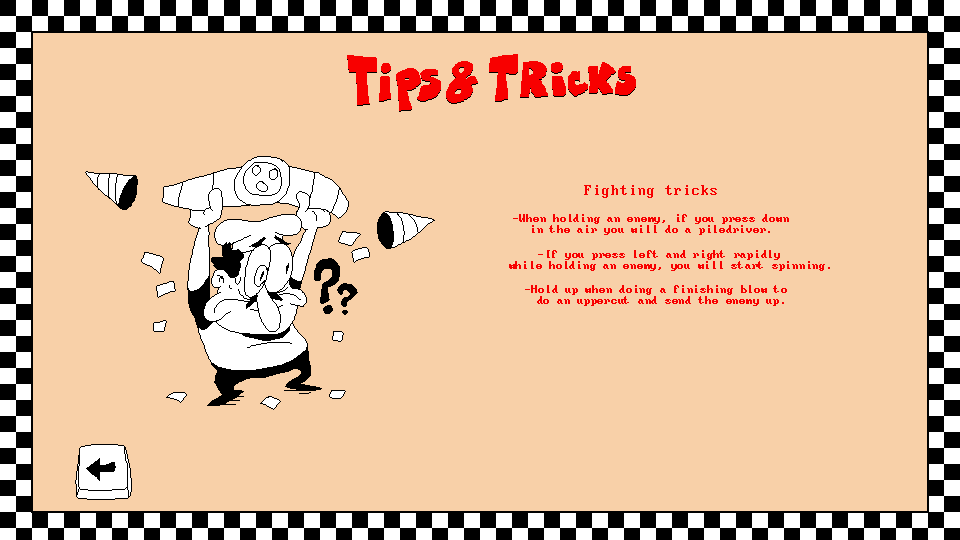 Tips & Tricks
Fighting tricks
-When holding an enemy, if you press down
in the air you will do a piledriver.
-If you press left and right rapidly
while holding an enemy, you will start spinning.
-Hold up when doing a finishing blow to
do an uppercut and send the enemy up.
??